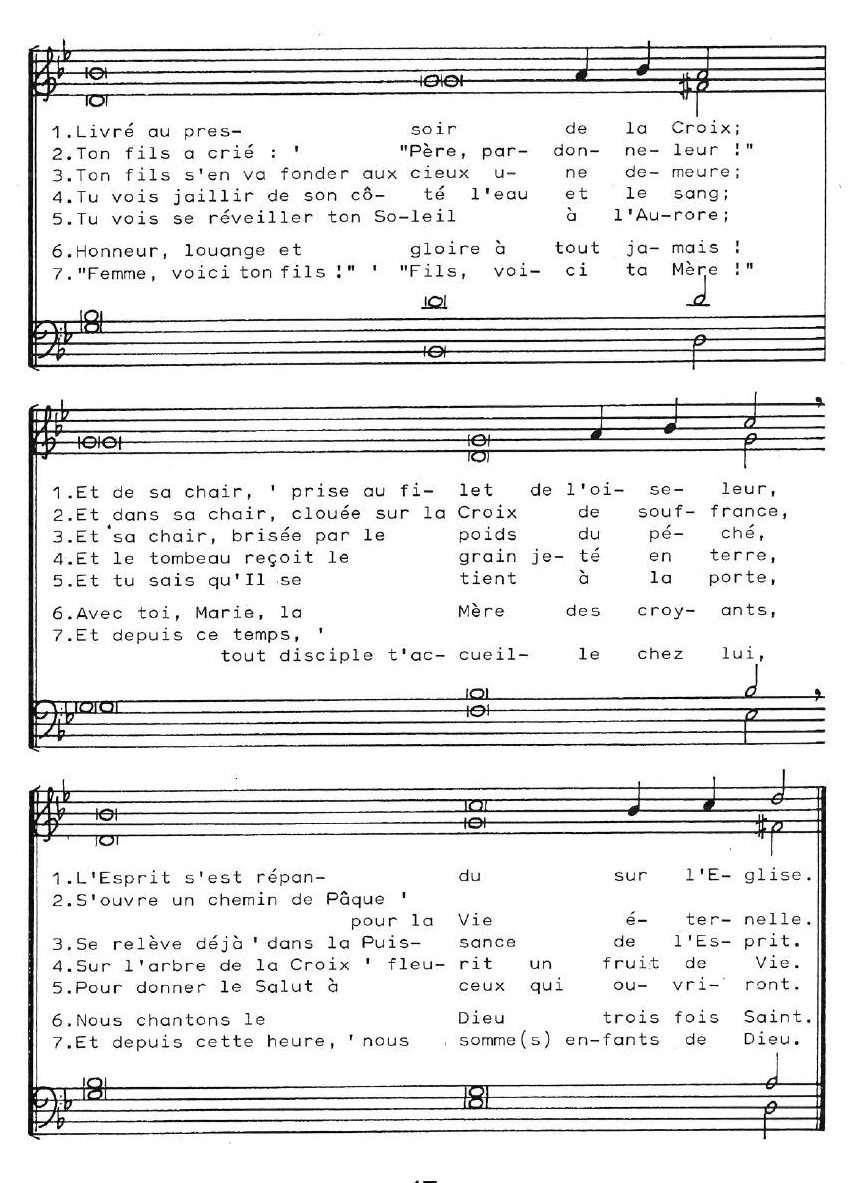 1.Livré au pres- soir de la Croix;
2.Ton fils a crié : ' "Père, par- don- ne- leur !"
3.Ton fils s'en va fonder aux cieux u- ne de- meure;
4.Tu vois jaillir de son cô- té l'eau et le sang;
5.Tu vois se réveiller ton So-leil à l'Au-rore;
6.Honneur, louange et gloire à tout ja- mais !
7."Femme, voici ton fils !" ' "Fils, voi- ci ta Mère !"
1.Et de sa chair, ' prise au fi- let de l'oi- se- leur,
2.Et dans sa chair, clouée sur la Croix de souf- france,
3.Et sa chair, brisée par le poids du pé- ché,
4.Et le tombeau reçoit le grain je- té en terre,
5.Et tu sais qu'Il se tient à la porte,
6.Avec toi, Marie, la Mère des croy- ants,
7.Et depuis ce temps, '
tout disciple t'ac- cueil- le chez lui,
1.L'Esprit s'est répan- du sur l'E- glise.
2.S'ouvre un chemin de Pâque '
pour la Vie é- ter- nelle.
3.Se relève déjà ' dans la Puis- sance de l'Es- prit.
4.Sur l'arbre de la Croix ' fleu- rit un fruit de Vie.
5.Pour donner le Salut à ceux qui ou- vri- ront.
6.Nous chantons le Dieu trois fois Saint.
7.Et depuis cette heure, ' nous somme(s) en-fants de Dieu.